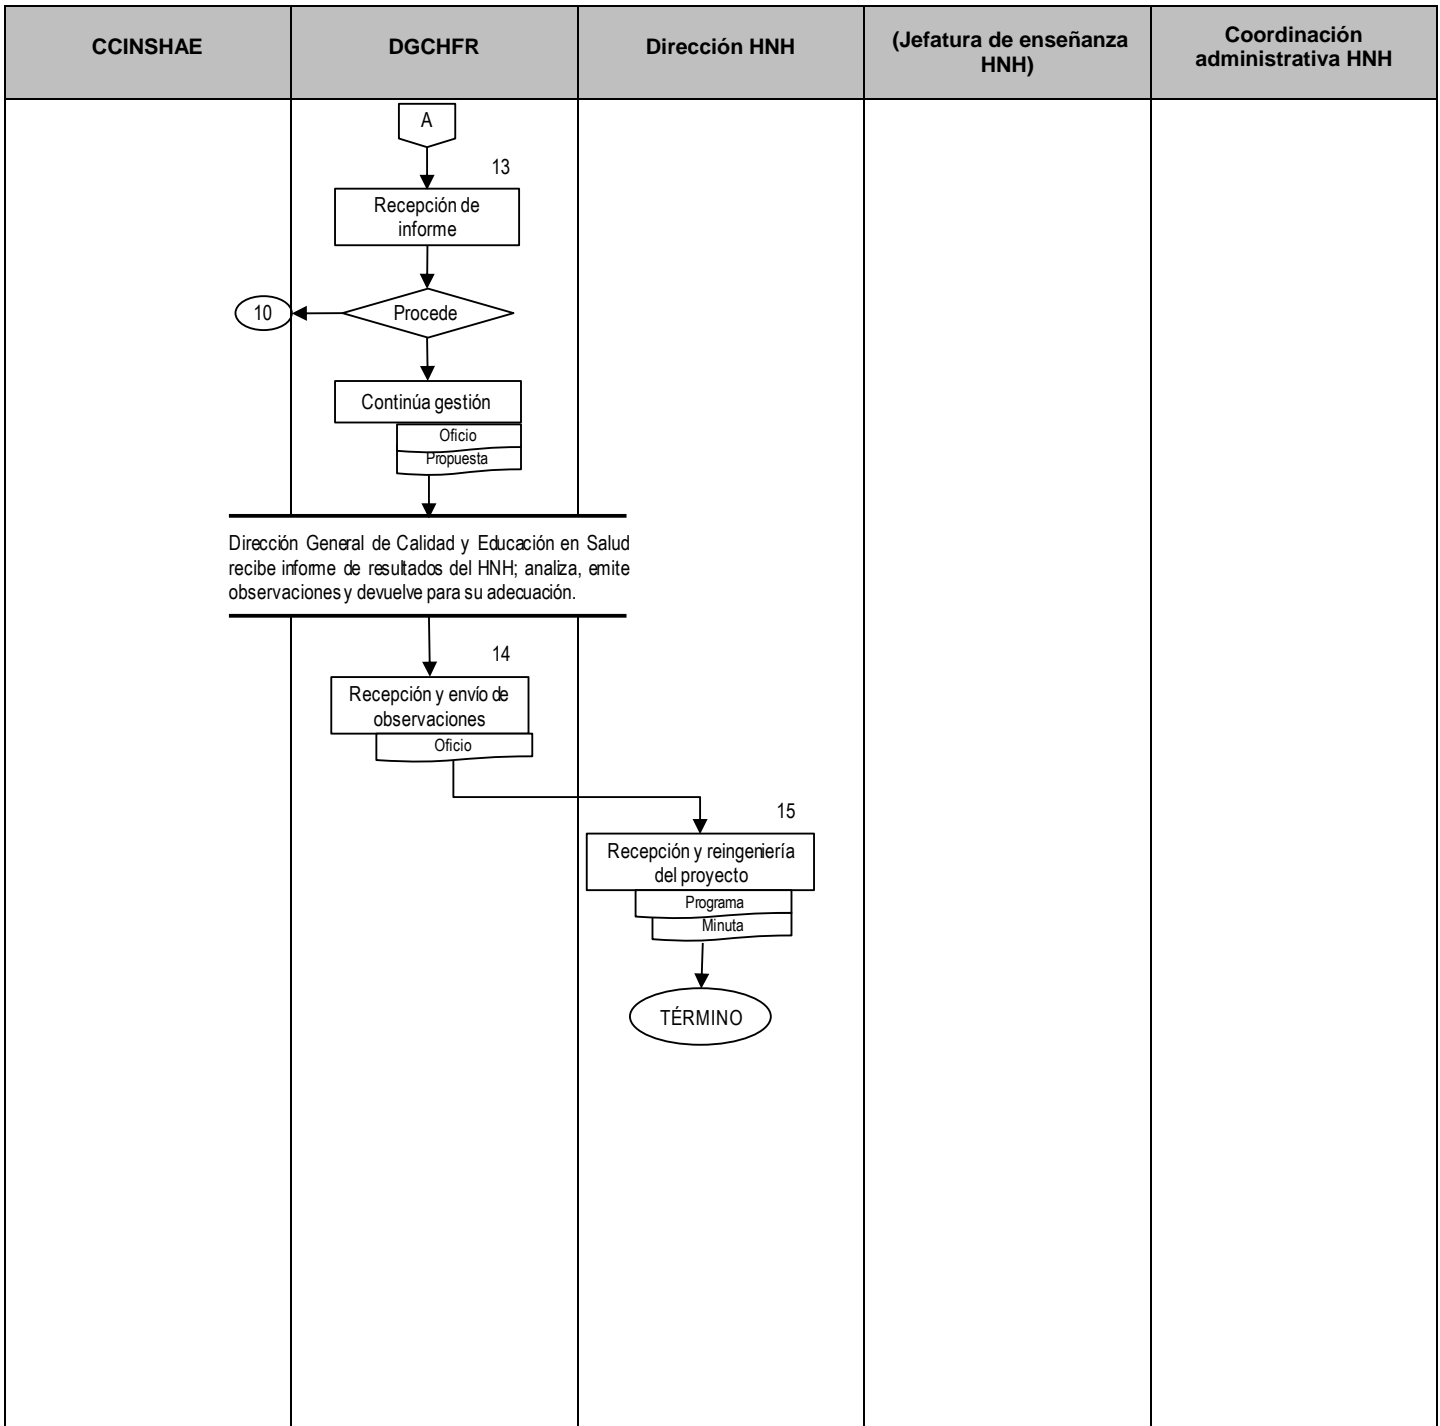 CCINSHAE
DGCHFR
Dirección HNH
(Jefatura de enseñanza
HNH)
Coordinación
administrativa HNH
A
13
Recepción de
informe
10
Procede
Continúa gestión
Oficio
Propuesta
Dirección General de Calidad y Educación en Salud
recibe informe de resultados del HNH; analiza, emite
observaciones y devuelve para su adecuación.
14
Recepción y envío de
observaciones
Oficio
15
Recepción y reingeniería
del proyecto
Programa
Minuta
TÉRMINO